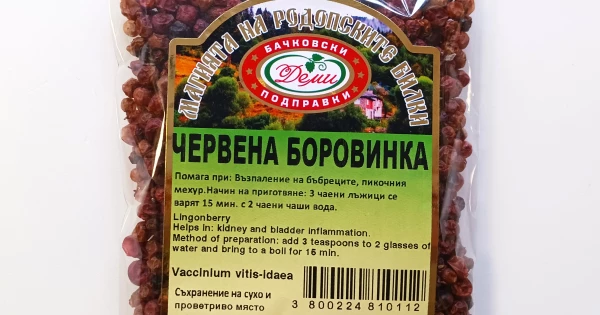 МАГИЯТА НА РОДОПСКИТЕ БИЛКИ
БАЧКОВСКИ
Деми
ПОДПРАВКИ
ЧЕРВЕНА БОРОВИНКА
Помага при: Възпаление на бъбреците, пикочния
мехур.Начин на приготвяне: 3 чаени лъжици се
варят 15 мин. с 2 чаени чаши вода.
Lingonberry
Helps in: kidney and bladder inflammation.
Method of preparation: add 3 teaspoons to 2 glasses of
water and bring to a boil for 15 min.
Vaccinium vitis-idaea
Съхранение на сухо и
проветриво място
3 800224 810112